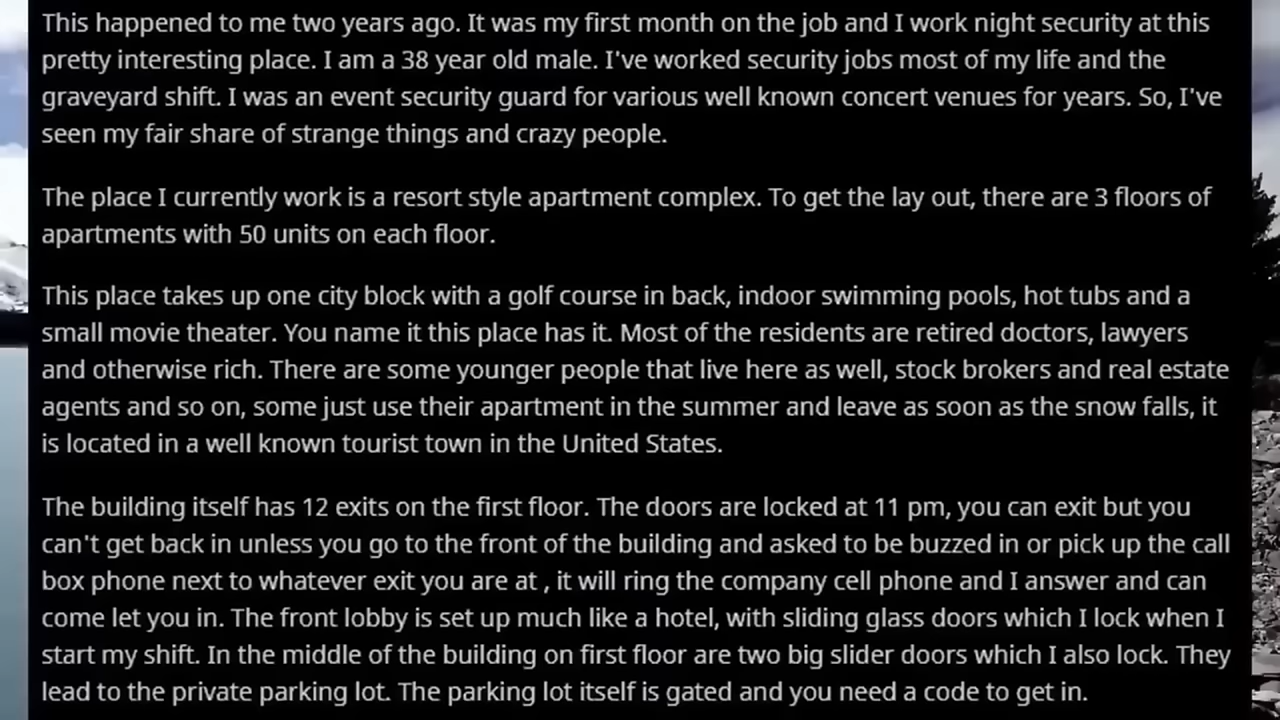 This happened to me two years ago. It was my first month on the job and I work night security at this
pretty interesting place. I am a 38 year old male. I've worked security jobs most of my life and the
graveyard shift. I was an event security guard for various well known concert venues for years. So, I've
seen my fair share of strange things and crazy people.
The place I currently work is a resort style apartment complex. To get the lay out, there are 3 floors of
apartments with 50 units on each floor.
This place takes up one city block with a golf course in back, indoor swimming pools, hot tubs and a
small movie theater. You name it this place has it. Most of the residents are retired doctors, lawyers
and otherwise rich. There are some younger people that live here as well, stock brokers and real estate
agents and so on, some just use their apartment in the summer and leave as soon as the snow falls, it
is located in a well known tourist town in the United States.
The building itself has 12 exits on the first floor. The doors are locked at 11 pm, you can exit but you
can't get back in unless you go to the front of the building and asked to be buzzed in or pick up the call
box phone next to whatever exit you are at , it will ring the company cell phone and I answer and can
come let you in. The front lobby is set up much like a hotel, with sliding glass doors which I lock when I
start my shift. In the middle of the building on first floor are two big slider doors which I also lock. They
lead to the private parking lot. The parking lot itself is gated and you need a code to get in.